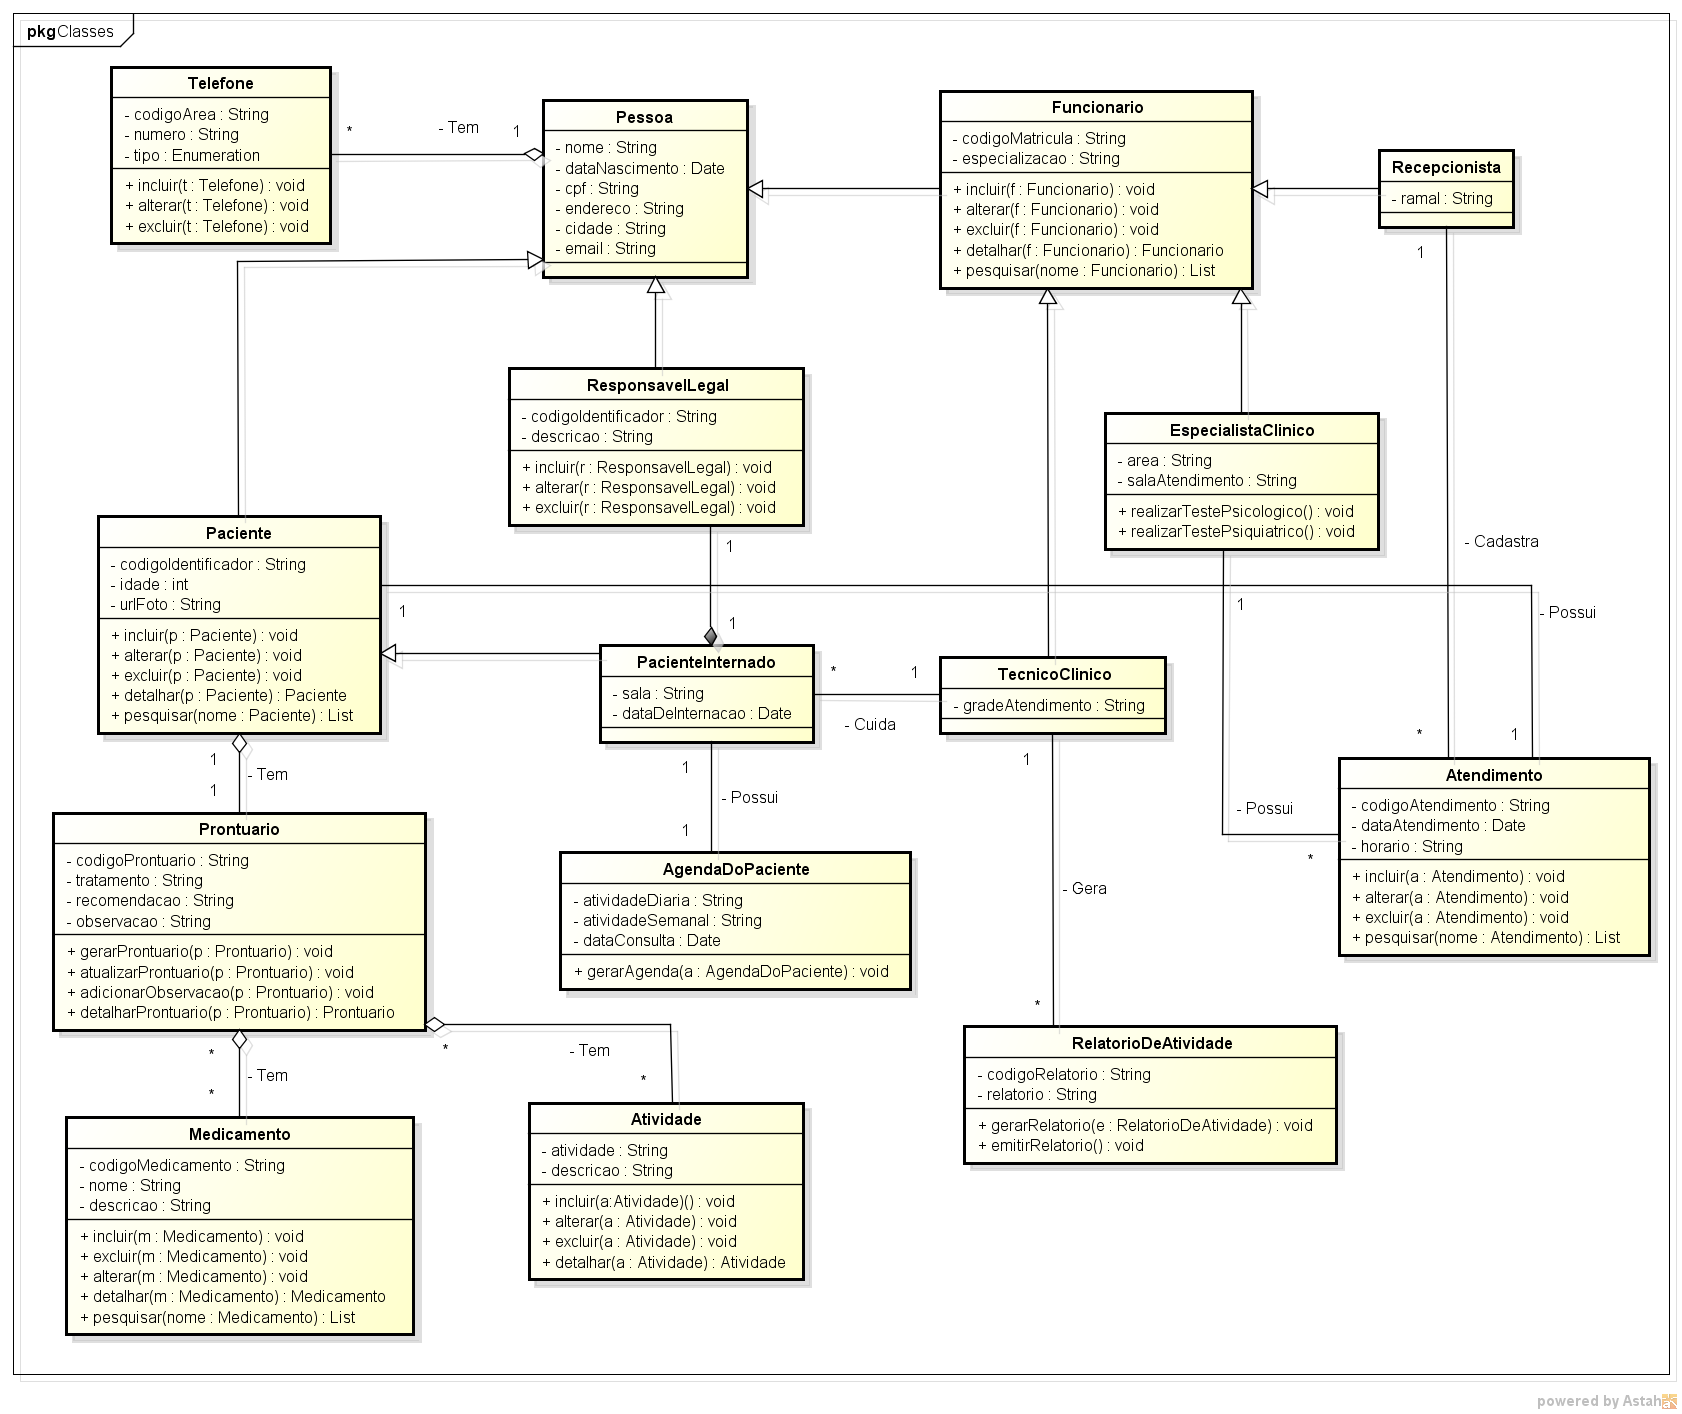 pkg Classes
Telefone
- codigoArea : String
- numero : String
- tipo : Enumeration
+ incluir(t : Telefone) : void
+ alterar(t : Telefone) : void
+ excluir(t : Telefone) : void
*
- Tem
1
Pessoa
- nome : String
- dataNascimento : Date
- cpf : String
- endereco : String
- cidade : String
- email : String
Funcionario
- codigoMatricula : String
- especializacao : String
+ incluir(f : Funcionario) : void
+ alterar(f : Funcionario) : void
+ excluir(f : Funcionario) : void
+ detalhar(f : Funcionario) : Funcionario
+ pesquisar(nome : Funcionario) : List
Recepcionista
- ramal : String
1
ResponsavelLegal
- codigoIdentificador : String
- descricao : String
+ incluir(r : ResponsavelLegal) : void
+ alterar(r : ResponsavelLegal) : void
+ excluir(r : ResponsavelLegal) : void
1
1
EspecialistaClinico
- area : String
- salaAtendimento : String
+ realizarTestePsicologico() : void
+ realizarTestePsiquiatrico() : void
- Cadastra
1
- Possui
Paciente
- codigoIdentificador : String
- idade : int
- urlFoto : String
+ incluir(p : Paciente) : void
+ alterar(p : Paciente) : void
+ excluir(p : Paciente) : void
+ detalhar(p : Paciente) : Paciente
+ pesquisar(nome : Paciente) : List
1
PacienteInternado
- sala : String
- dataDeInternacao : Date
*
1
- Cuida
TecnicoClinico
- gradeAtendimento : String
1
*
1
1
- Tem
1
1
- Possui
1
- Possui
*
Atendimento
- codigoAtendimento : String
- dataAtendimento : Date
- horario : String
+ incluir(a : Atendimento) : void
+ alterar(a : Atendimento) : void
+ excluir(a : Atendimento) : void
+ pesquisar(nome : Atendimento) : List
Prontuario
- codigoProntuario : String
- tratamento : String
- recomendacao : String
- observacao : String
+ gerarProntuario(p : Prontuario) : void
+ atualizarProntuario(p : Prontuario) : void
+ adicionarObservacao(p : Prontuario) : void
+ detalharProntuario(p : Prontuario) : Prontuario
AgendaDoPaciente
- atividadeDiaria : String
- atividadeSemanal : String
- dataConsulta : Date
+ gerarAgenda(a : AgendaDoPaciente) : void
- Gera
*
*
- Tem
*
*
- Tem
*
RelatorioDeAtividade
- codigoRelatorio : String
- relatorio : String
+ gerarRelatorio(e : RelatorioDeAtividade) : void
+ emitirRelatorio() : void
Medicamento
- codigoMedicamento : String
- nome : String
- descricao : String
+ incluir(m : Medicamento) : void
+ excluir(m : Medicamento) : void
+ alterar(m : Medicamento) : void
+ detalhar(m : Medicamento) : Medicamento
+ pesquisar(nome : Medicamento) : List
Atividade
- atividade : String
- descricao : String
+ incluir(a:Atividade)() : void
+ alterar(a : Atividade) : void
+ excluir(a : Atividade) : void
+ detalhar(a : Atividade) : Atividade
powered by Astah